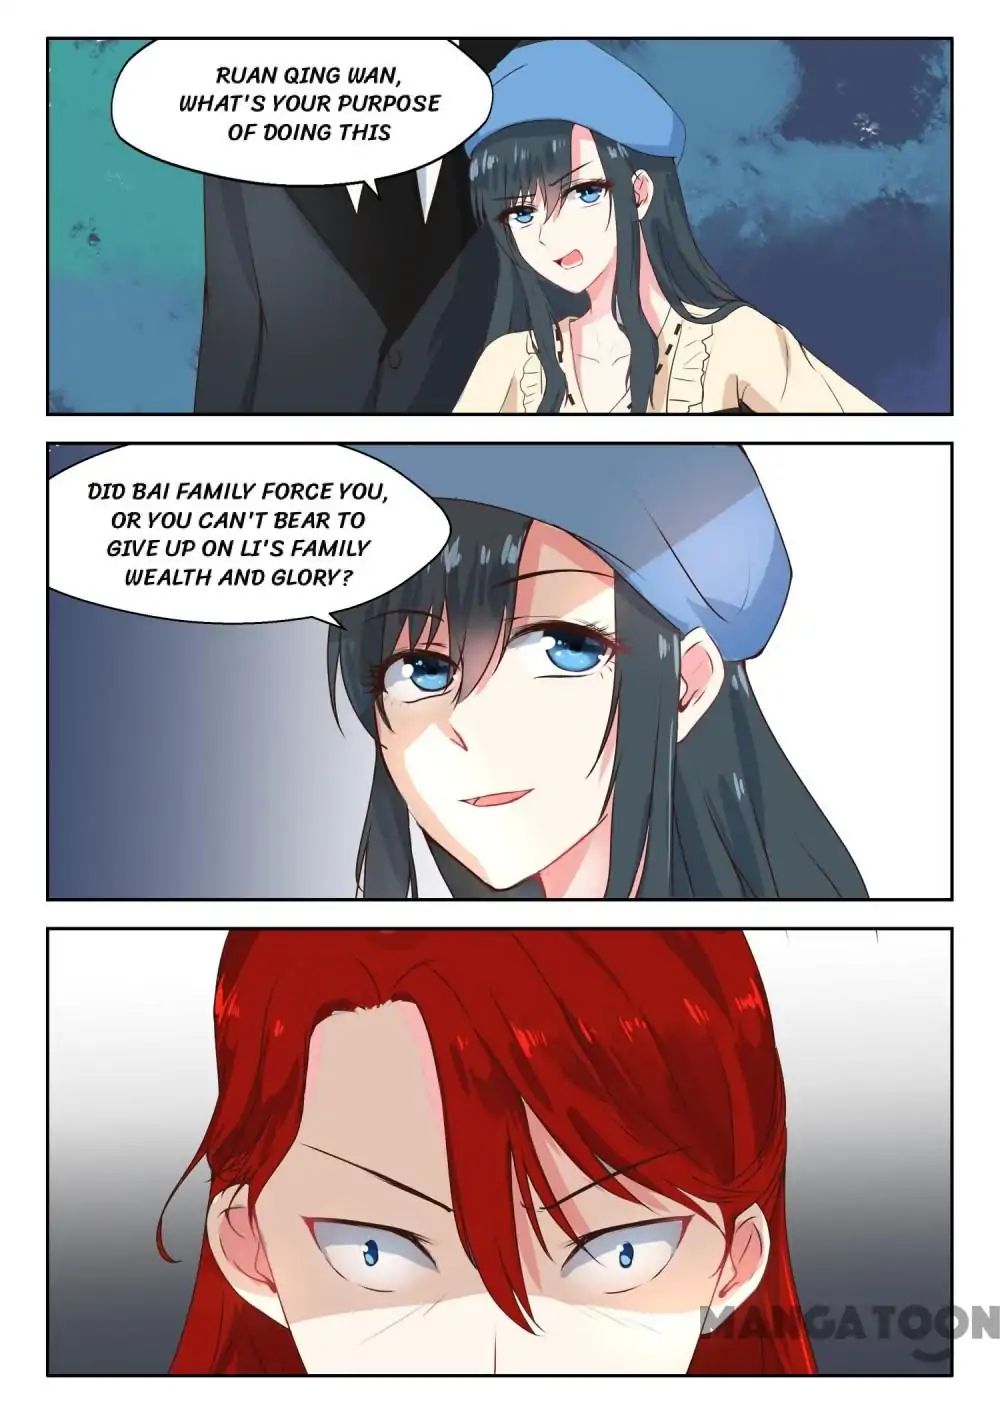 RUAN QING WAN,
WHAT'S YOUR PURPOSE
OF DOING THIS
DID BAI FAMILY FORCE YOU,
OR YOU CAN'T BEAR TO
GIVE UP ON LI'S FAMILY
WEALTH AND GLORY?
MANGATOON